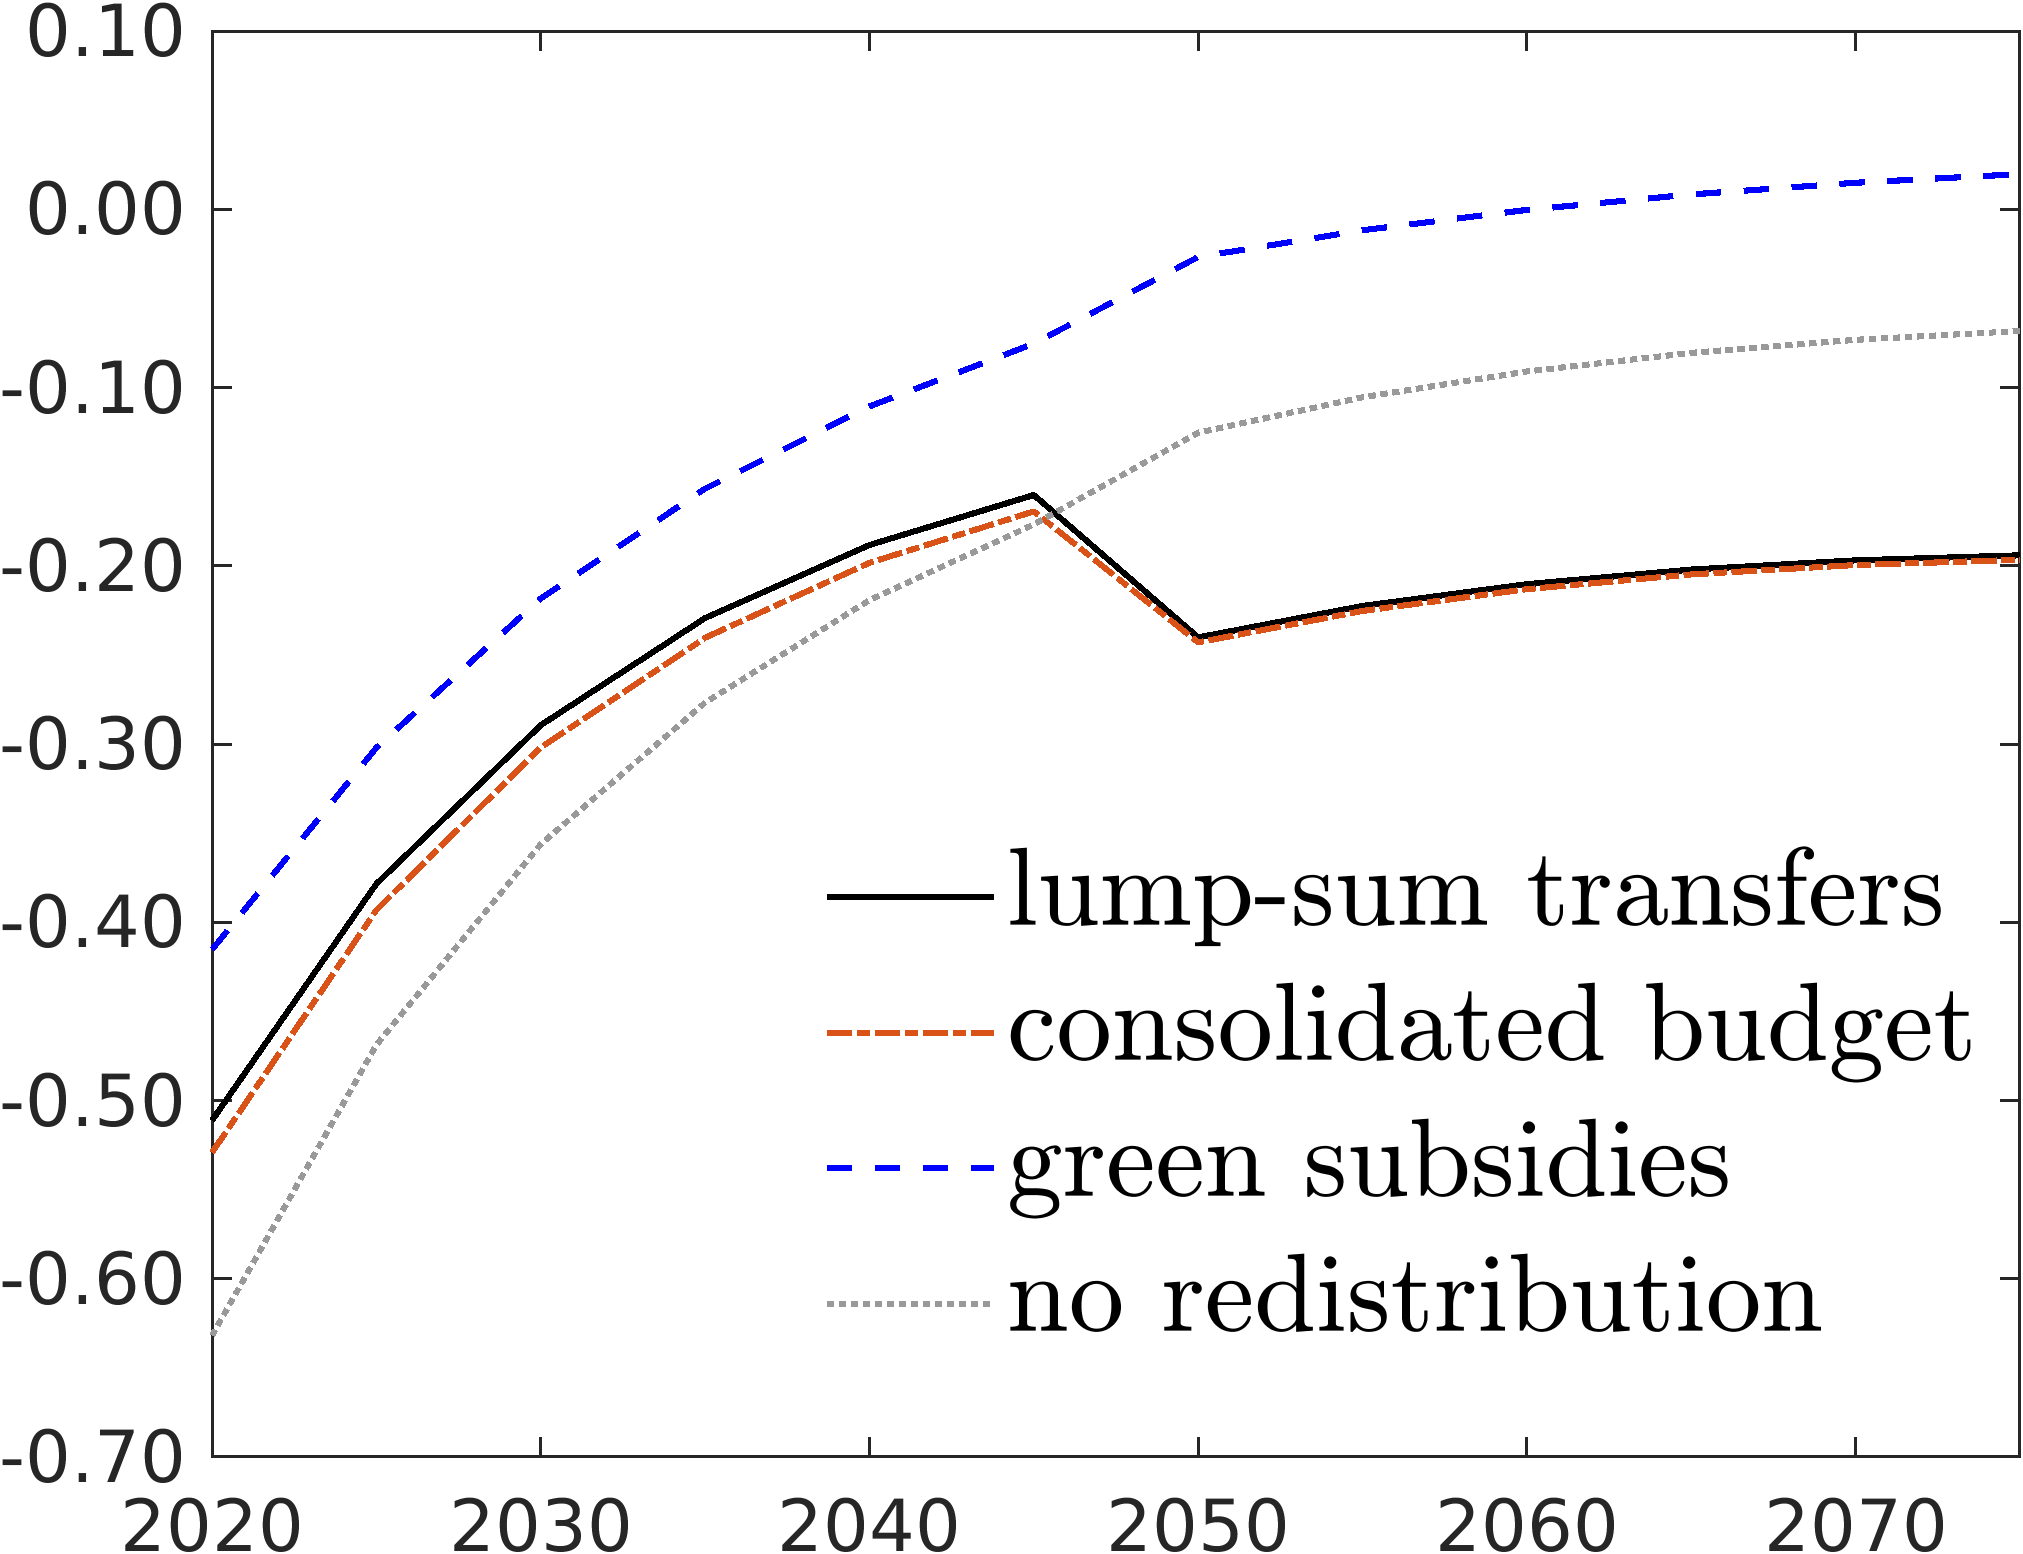 0.10
0.00
-0.10
-0.20
-0.30
-0.40
-0.50
-0.60
-0.70
2020 2030 2040 2050 2060 2070
lump-sum transfers
consolidated budget
green subsidies
no redistribution